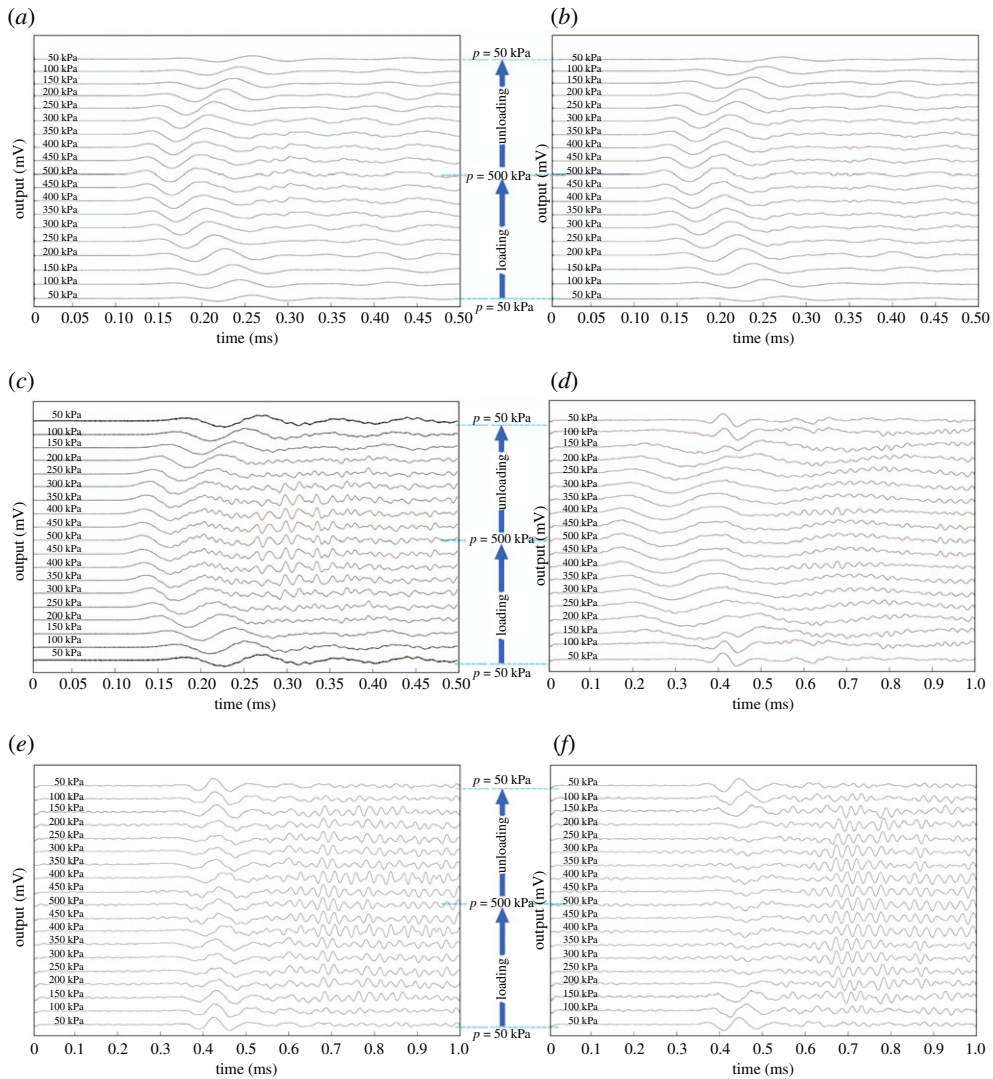 (a)
output (mV)
50 kPa
100 kPa
150 kPa
200 kPa
250 kPa
300 kPa
350 kPa
400 kPa
450 kPa
500 kPa
450 kPa
400 kPa
350 kPa
300 kPa
250 kPa
200 kPa
150 kPa
100 kPa
50 kPa
0 0.05 0.10 0.15 0.20 0.25 0.30 0.35 0.40 0.45 0.50
time (ms)
p = 50 kPa
unloading
p = 500 kPa
loading
p = 50 kPa
(b)
output (mV)
50 kPa
100 kPa
150 kPa
200 kPa
250 kPa
300 kPa
350 kPa
400 kPa
450 kPa
500 kPa
450 kPa
400 kPa
350 kPa
300 kPa
250 kPa
200 kPa
150 kPa
100 kPa
50 kPa
0 0.05 0.10 0.15 0.20 0.25 0.30 0.35 0.40 0.45 0.50
time (ms)
(c)
output (mV)
50 kPa
100 kPa
150 kPa
200 kPa
250 kPa
300 kPa
350 kPa
400 kPa
450 kPa
500 kPa
450 kPa
400 kPa
350 kPa
300 kPa
250 kPa
200 kPa
150 kPa
100 kPa
50 kPa
0 0.05 0.10 0.15 0.20 0.25 0.30 0.35 0.40 0.45 0.50
time (ms)
p = 50 kPa
unloading
p = 500 kPa
loading
p = 50 kPa
(d)
output (mV)
50 kPa
100 kPa
150 kPa
200 kPa
250 kPa
300 kPa
350 kPa
400 kPa
450 kPa
500 kPa
450 kPa
400 kPa
350 kPa
300 kPa
250 kPa
200 kPa
150 kPa
100 kPa
50 kPa
0 0.1 0.2 0.3 0.4 0.5 0.6 0.7 0.8 0.9 1.0
time (ms)
(e)
output (mV)
50 kPa
100 kPa
150 kPa
200 kPa
250 kPa
300 kPa
350 kPa
400 kPa
450 kPa
500 kPa
450 kPa
400 kPa
350 kPa
300 kPa
250 kPa
200 kPa
150 kPa
100 kPa
50 kPa
0 0.1 0.2 0.3 0.4 0.5 0.6 0.7 0.8 0.9 1.0
time (ms)
p = 50 kPa
unloading
p = 500 kPa
loading
p = 50 kPa
(f)
output (mV)
50 kPa
100 kPa
150 kPa
200 kPa
250 kPa
300 kPa
350 kPa
400 kPa
450 kPa
500 kPa
450 kPa
400 kPa
350 kPa
300 kPa
250 kPa
200 kPa
150 kPa
100 kPa
50 kPa
0 0.1 0.2 0.3 0.4 0.5 0.6 0.7 0.8 0.9 1.0
time (ms)